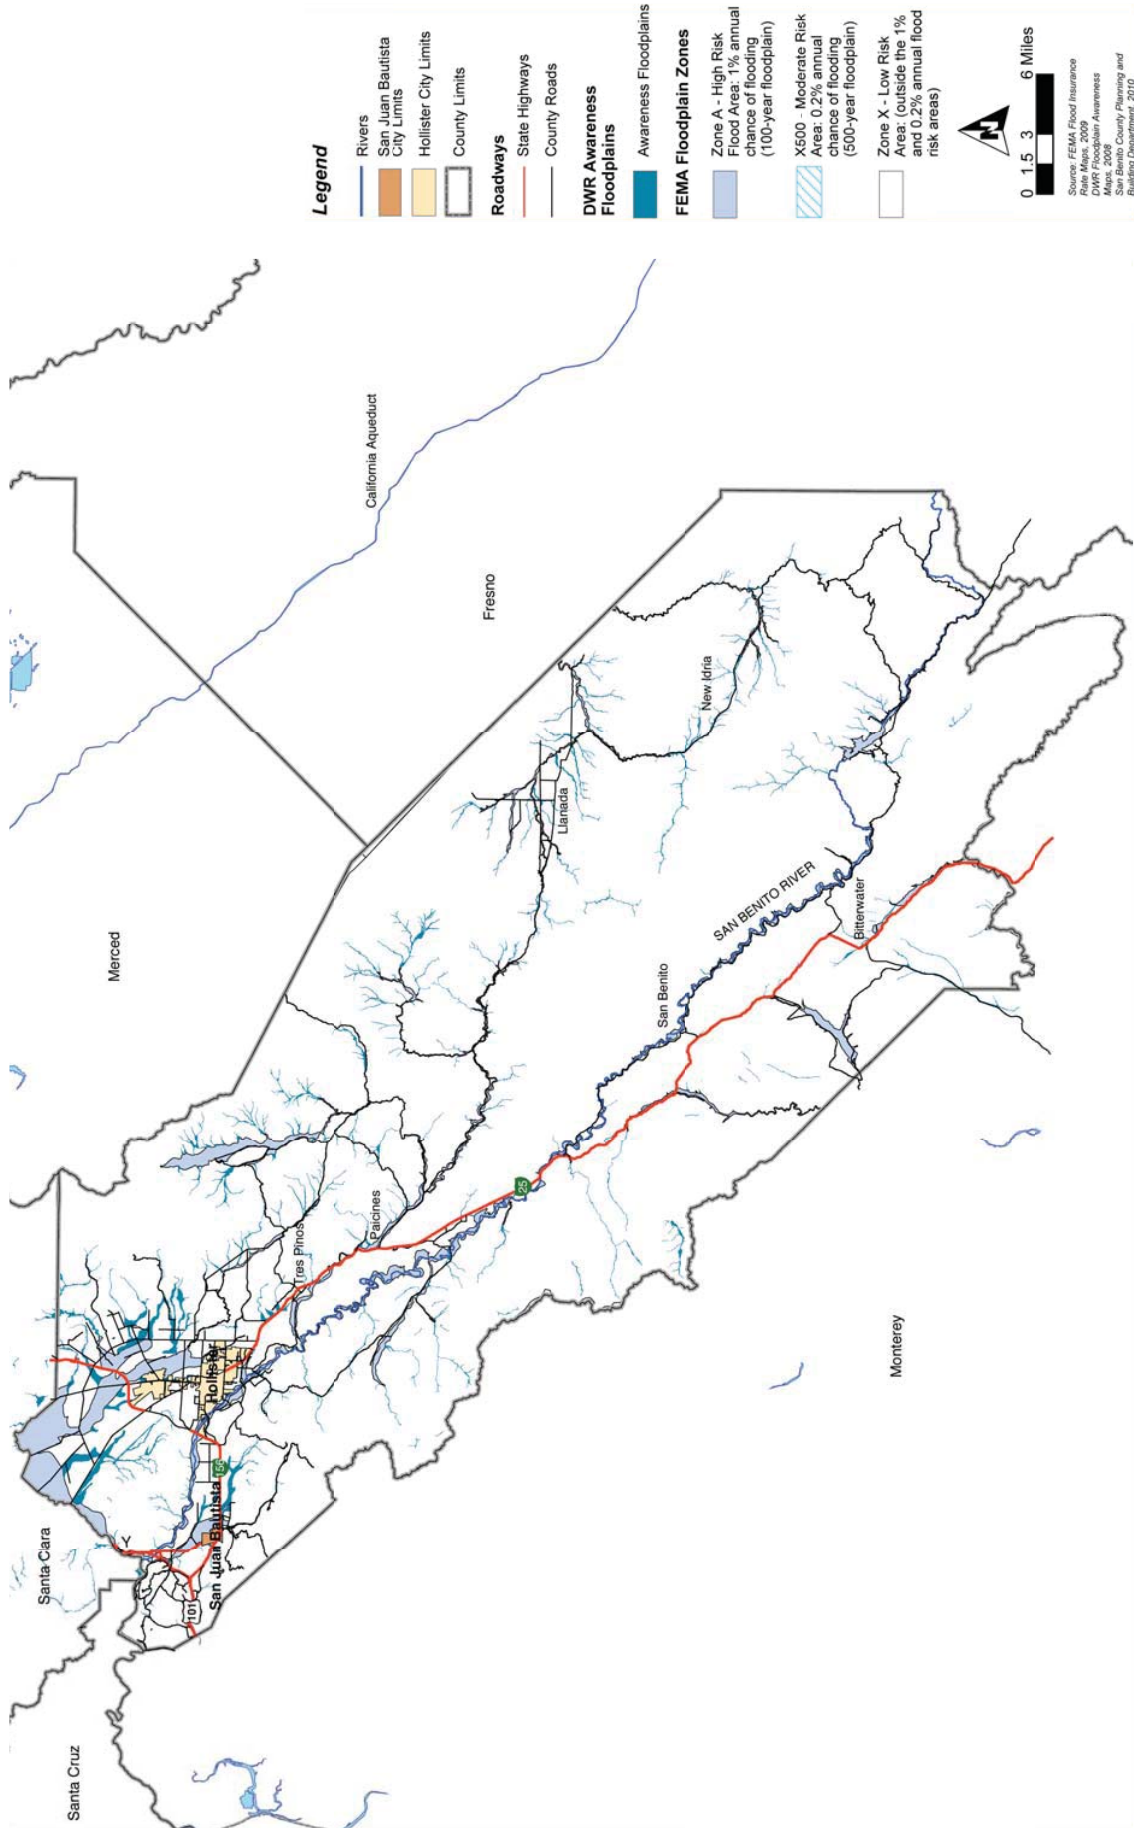 Santa Cruz
Santa Clara
Merced
Fresno
California Aqueduct
Monterey
Y
101
San Juan Bautista
156
Hollister
Tres Pinos
Paicines
25
San Benito
SAN BENITO RIVER
Bitterwater
Llanada
New Idria
Legend
Rivers
San Juan Bautista
City Limits
Hollister City Limits
County Limits
Roadways
State Highways
County Roads
DWR Awareness
Floodplains
Awareness Floodplains
FEMA Floodplain Zones
Zone A - High Risk
Flood Area: 1% annual
chance of flooding
(100-year floodplain)
X500 - Moderate Risk
Area: 0.2% annual
chance of flooding
(500-year floodplain)
Zone X - Low Risk
Area: (outside the 1%
and 0.2% annual flood
risk areas)
N
0 1.5 3 6 Miles
Source: FEMA Flood Insurance
Rate Maps, 2009
DWR Floodplain Awareness
Maps, 2008
San Benito County Planning and
Building Department, 2010